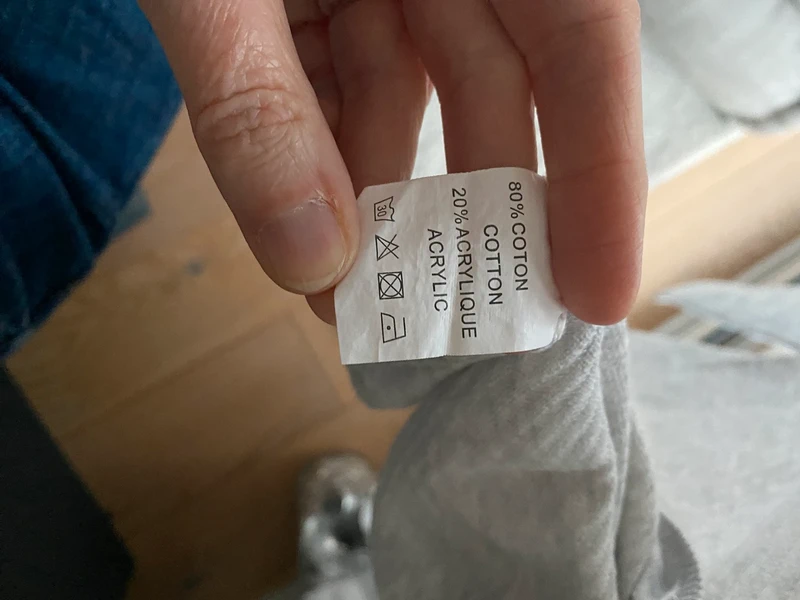 80% COTON
COTTON
20% ACRYLIQUE
ACRYLIC
30